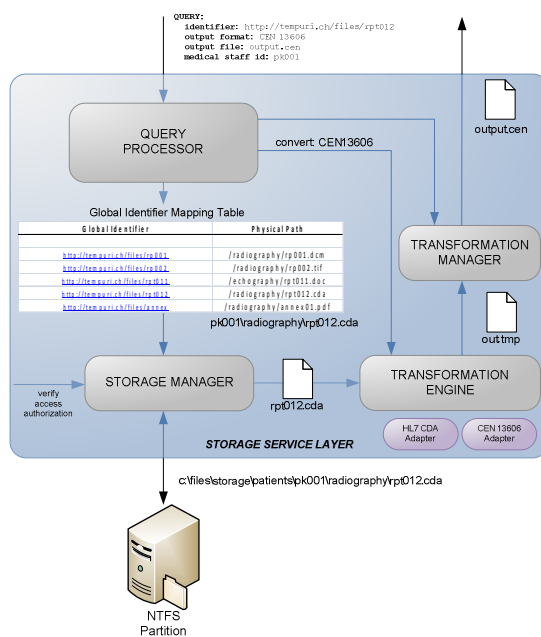 QUERY:
identifier: http://tempuri.ch/files/rpt012
output format: CEN 13606
output file: output.cen
medical staff id: pk001
output.cen
QUERY
PROCESSOR
convert: CEN13606
Global Identifier Mapping Table
Global Identifier Physical Path
http://tempuri.ch/files/rp001 /radiography/rp001.dcm
http://tempuri.ch/files/rp002 /radiography/rp002.tif
http://tempuri.ch/files/rpt011 /echography/rpt011.doc
http://tempuri.ch/files/rpt012 /radiography/rpt012.cda
http://tempuri.ch/files/annex /radiography/annex01.pdf
TRANSFORMATION
MANAGER
pk001\radiography\rpt012.cda
out.tmp
STORAGE MANAGER
rpt012.cda
TRANSFORMATION
ENGINE
verify
access
authorization
HL7 CDA
Adapter
CEN 13606
Adapter
STORAGE SERVICE LAYER
c:\files\storage\patients\pk001\radiography\rpt012.cda
NTFS
Partition